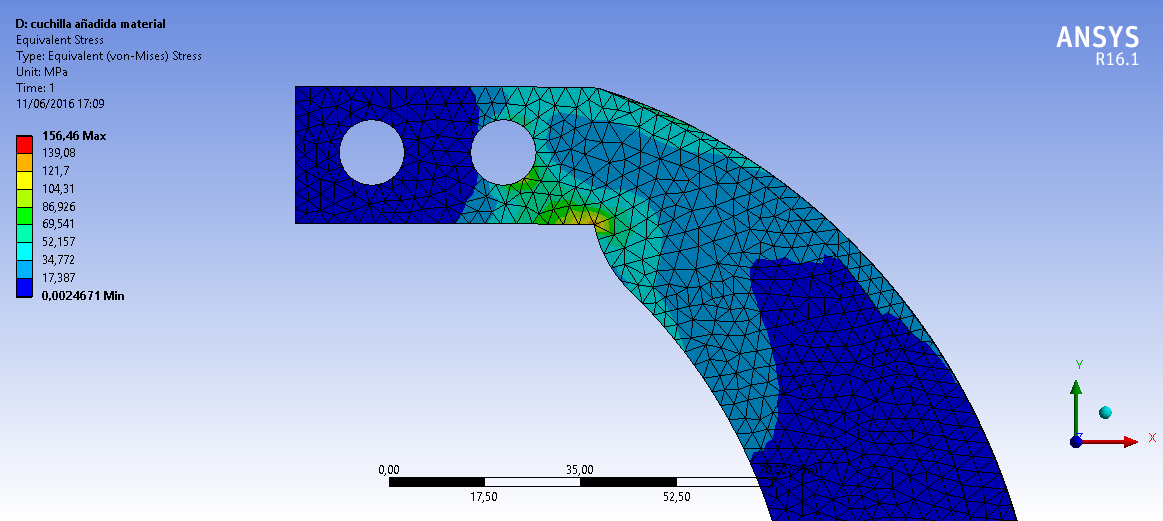 D: cuchilla añadida material
Equivalent Stress
Type: Equivalent (von-Mises) Stress
Unit: MPa
Time: 1
11/06/2016 17:09
ANSYS
R16.1
156,46 Max
139,08
121,7
104,31
86,926
69,541
52,157
34,772
17,387
0,0024671 Min
Y
X
0,00
35,00
17,50
52,50